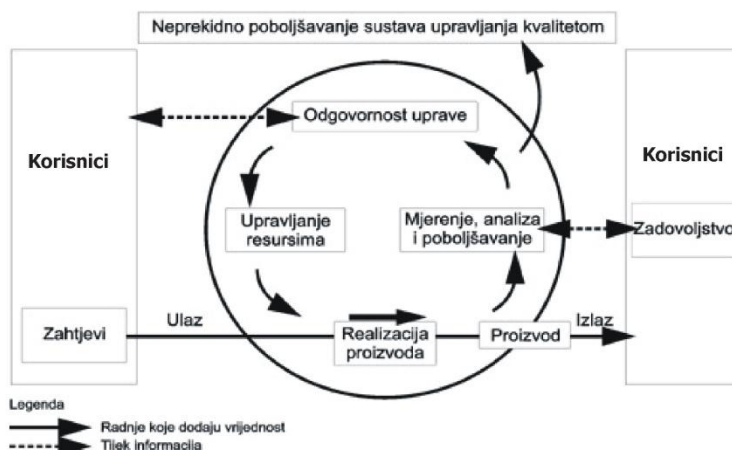 Neprekidno poboljšavanje sustava upravljanja kvalitetom
Odgovornost uprave
Korisnici
Korisnici
Upravljanje
resursima
Mjerenje, analiza
i poboljšavanje
Zadovoljstvo
Zahtjevi
Ulaz
Realizacija
proizvoda
Proizvod
Izlaz
Legenda
Radnje koje dodaju vrijednost
Tijek informacija